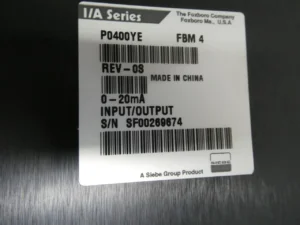 I/A Series
The Foxboro Company
Foxboro Ma., U.S.A
P0400YE FBM 4
REV-0S
MADE IN CHINA
0-20mA
INPUT/OUTPUT
S/N SF00269674
A Siebe Group Product